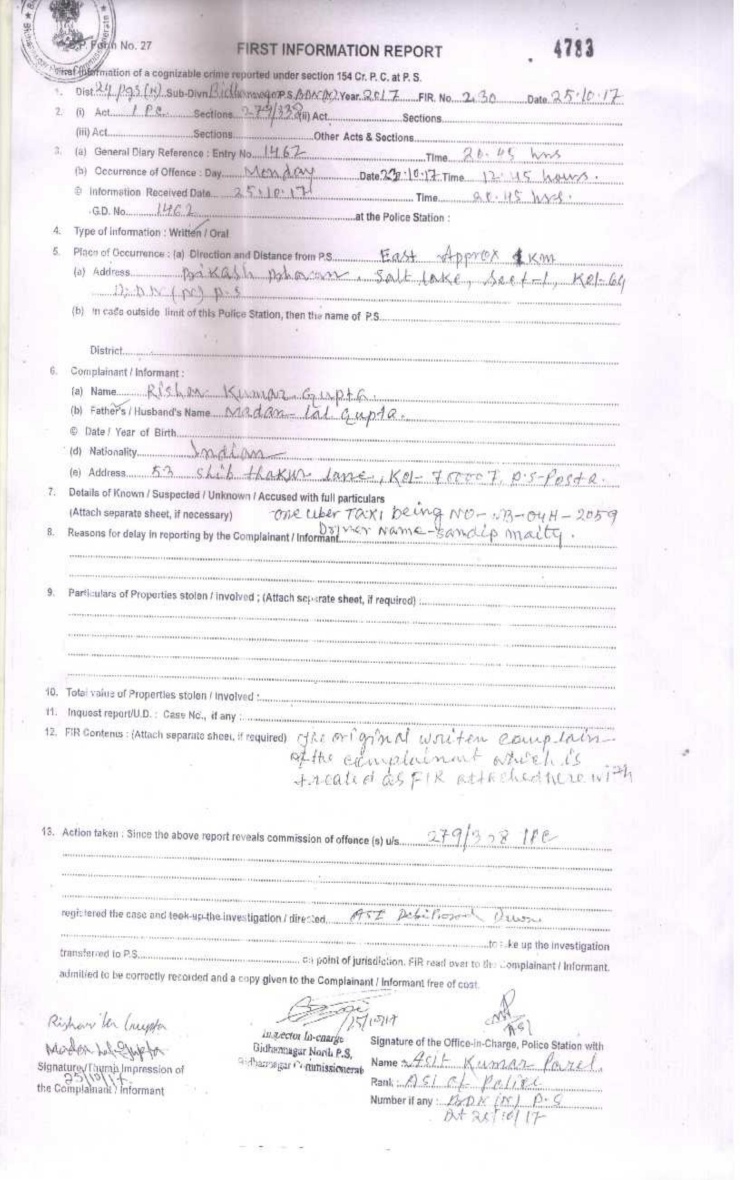 Form No. 27
FIRST INFORMATION REPORT
4783
First Information of a cognizable crime reported under section 154 Cr. P. C. at P. S.
1. Dist. 24 Pgs (N) Sub-Divn. Bidhannagar P.S. BDN(N) Year. 2017 FIR. No. 230 Date 25.10.17
2. (i) Act. IPC Sections. 279/338 (ii) Act. Sections.
(iii) Act. Sections. Other Acts & Sections.
3. (a) General Diary Reference : Entry No. 1462 Time 20.45 hrs
(b) Occurrence of Offence : Day Monday Date 23.10.17 Time 12.45 hours.
© Information Received Date 25.10.17 Time 20.45 hrs.
G.D. No. 1462 at the Police Station :
4. Type of information : Written / Oral
5. Place of Occurrence : (a) Direction and Distance from P.S. East Approx 1 Km
(a) Address Salt Lake, Sect-1, Kol-64
P.S
(b) In case outside limit of this Police Station, then the name of P.S.
District
6. Complainant / Informant :
(a) Name Rishav Kumar Gupta.
(b) Father's / Husband's Name Madan lal Gupta.
© Date / Year of Birth
(d) Nationality Indian
(e) Address 53 Shib thakur lane, Kol-700007, P.S-Posta.
7. Details of Known / Suspected / Unknown / Accused with full particulars
(Attach separate sheet, if necessary) one Uber TAXI being NO-WB-04H-2059
Driver Name-Sandip Maity.
8. Reasons for delay in reporting by the Complainant / Informant
9. Particulars of Properties stolen / involved ; (Attach separate sheet, if required) :
10. Total value of Properties stolen / Involved :
11. Inquest report/U.D. : Case No., if any :
12. FIR Contents : (Attach separate sheet, if required) The original written complain
of the complainant which is
treated as FIR attached here with
13. Action taken : Since the above report reveals commission of offence (s) u/s. 279/338 IPC
registered the case and took-up-the-investigation / directed ASI
to take up the investigation
transferred to P.S. on point of jurisdiction. FIR read over to the Complainant / Informant.
admitted to be correctly recorded and a copy given to the Complainant / Informant free of cost.
Rishav Kr Gupta
Madan Lal Gupta
25/10/17
Signature/Thumb Impression of
the Complainant / Informant
25/10/17
Inspector In-charge
Bidhannagar North P.S.
Bidhannagar Commissionerate
ASI
Signature of the Office-in-Charge, Police Station with
Name : Asit Kumar
Rank : ASI of Police
Number if any : BDN (N) P.S
Dt 25/10/17